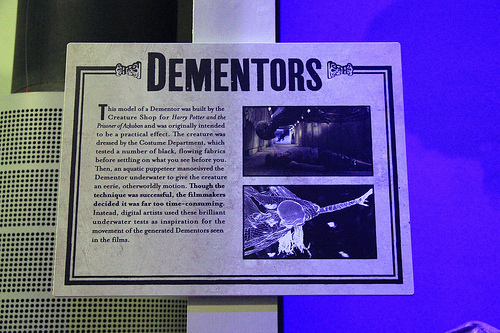 DEMENTORS
This model of a Dementor was built by the
Creature Shop for Harry Potter and the
Prisoner of Azkaban and was originally intended
to be a practical effect. The creature was
dressed by the Costume Department, which
tested a number of black, flowing fabrics
before settling on what you see before you.
Then, an aquatic puppeteer manoeuvred the
Dementor underwater to give the creature
an eerie, otherworldly motion. Though the
technique was successful, the filmmakers
decided it was far too time-consuming.
Instead, digital artists used these brilliant
underwater tests as inspiration for the
movement of the generated Dementors seen
in the films.